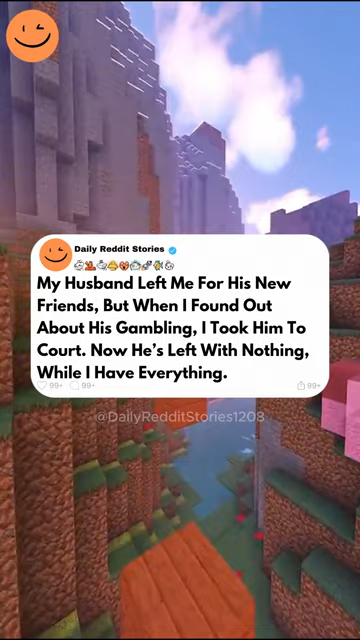 Daily Reddit Stories
My Husband Left Me For His New
Friends, But When I Found Out
About His Gambling, I Took Him To
Court. Now He's Left With Nothing,
While I Have Everything.
99+ 99+ 99+
@DailyRedditStories1208